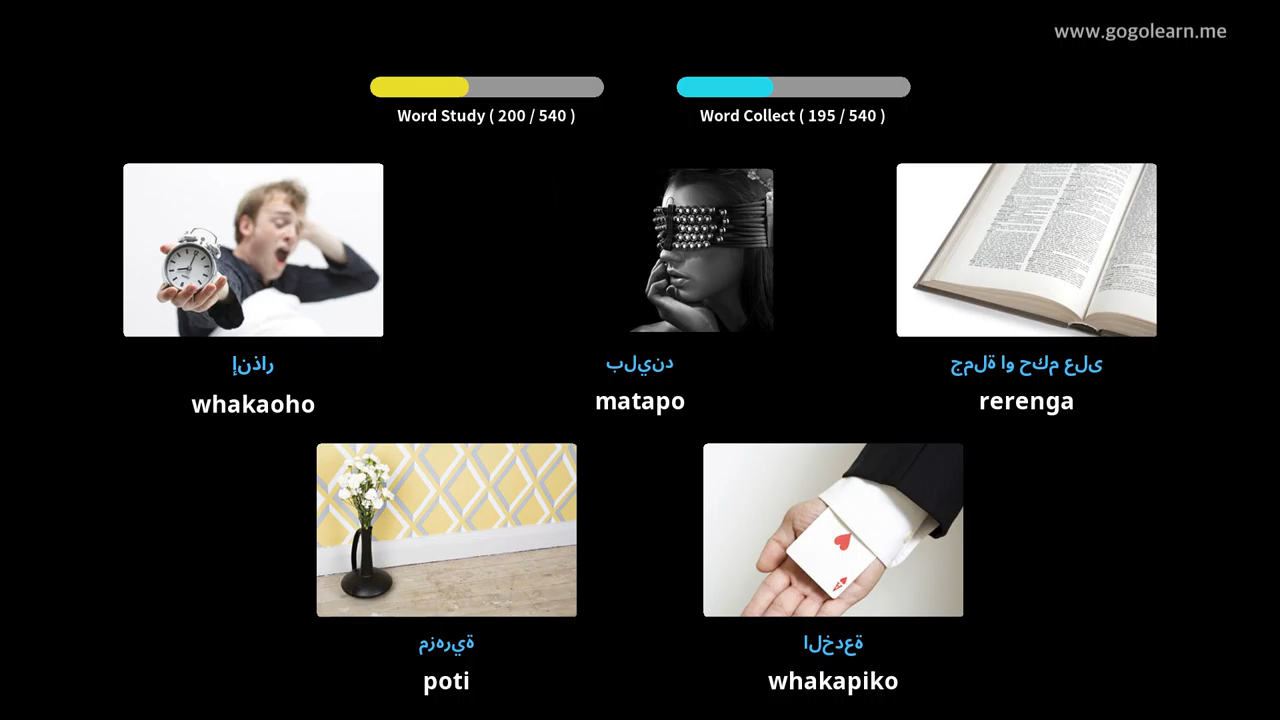 www.gogolearn.me
Word Study ( 200 / 540 )
Word Collect ( 195 / 540 )
إنذار
whakaoho
بليند
matapo
جملة او حكم على
rerenga
مزهرية
poti
الخدعة
whakapiko